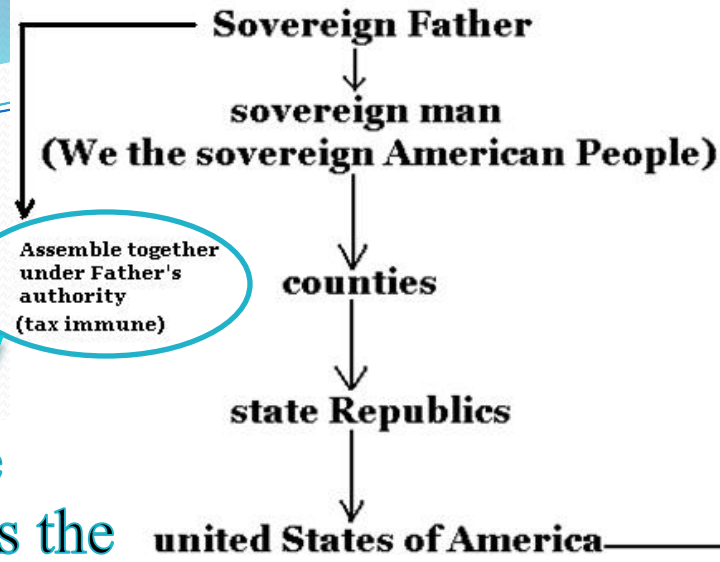 Sovereign Father
sovereign man
(We the sovereign American People)
Assemble together
under Father's
authority
(tax immune)
counties
state Republics
s the
united States of America